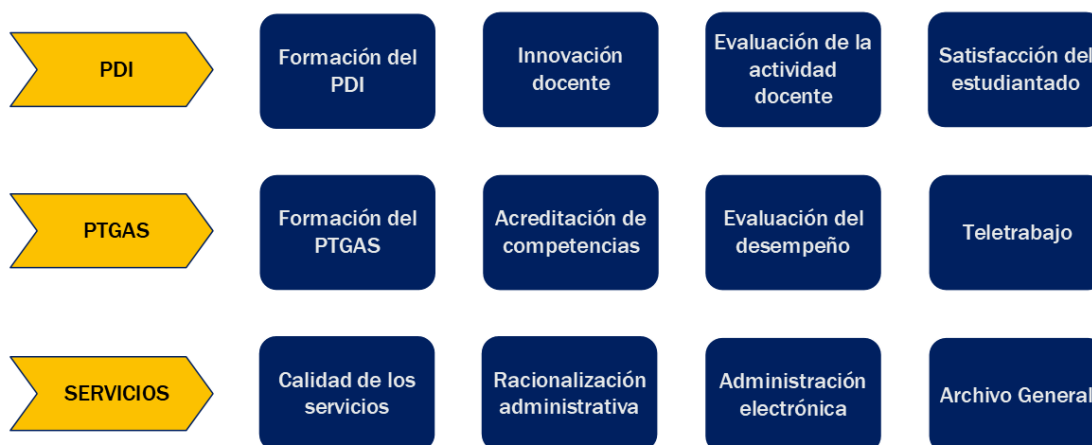 PDI
Formación del
PDI
Innovación
docente
Evaluación de la
actividad
docente
Satisfacción del
estudiantado
PTGAS
Formación del
PTGAS
Acreditación de
competencias
Evaluación del
desempeño
Teletrabajo
SERVICIOS
Calidad de los
servicios
Racionalización
administrativa
Administración
electrónica
Archivo General